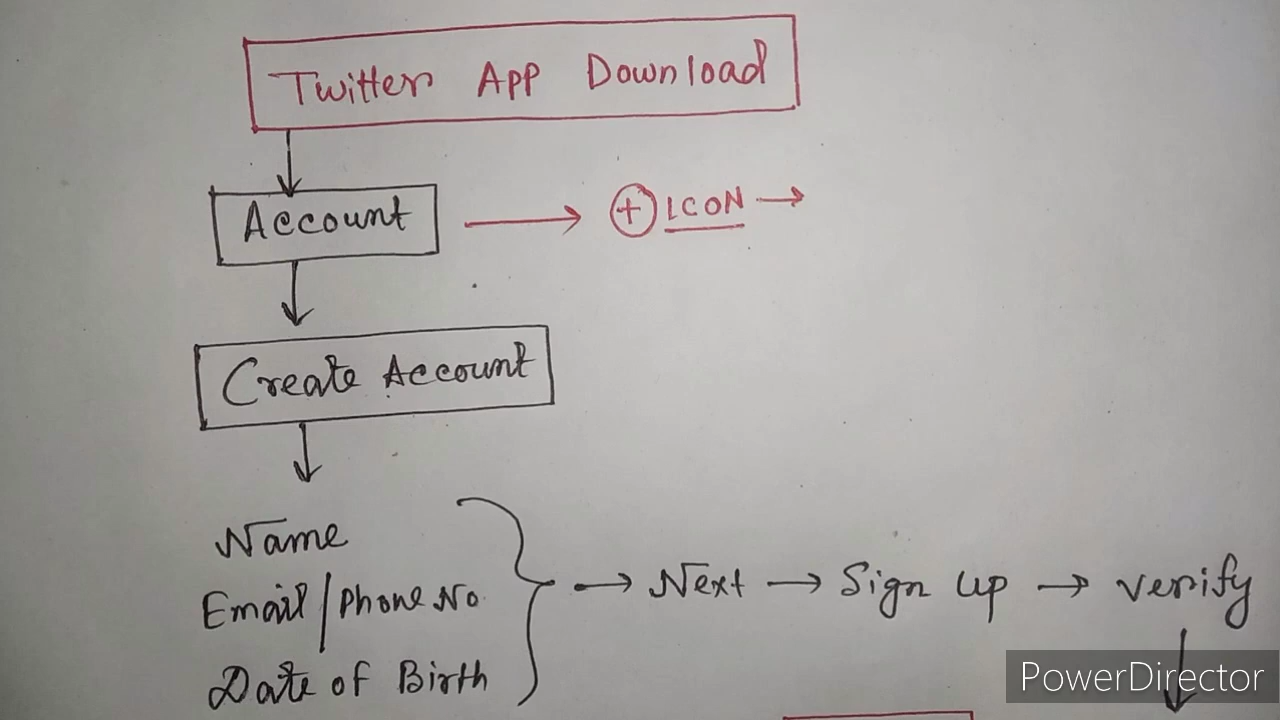 Twitter App Download
Account → + ICON →
Create Account
Name
Email/Phone No
Date of Birth
→ Next → Sign up → verify
PowerDirector